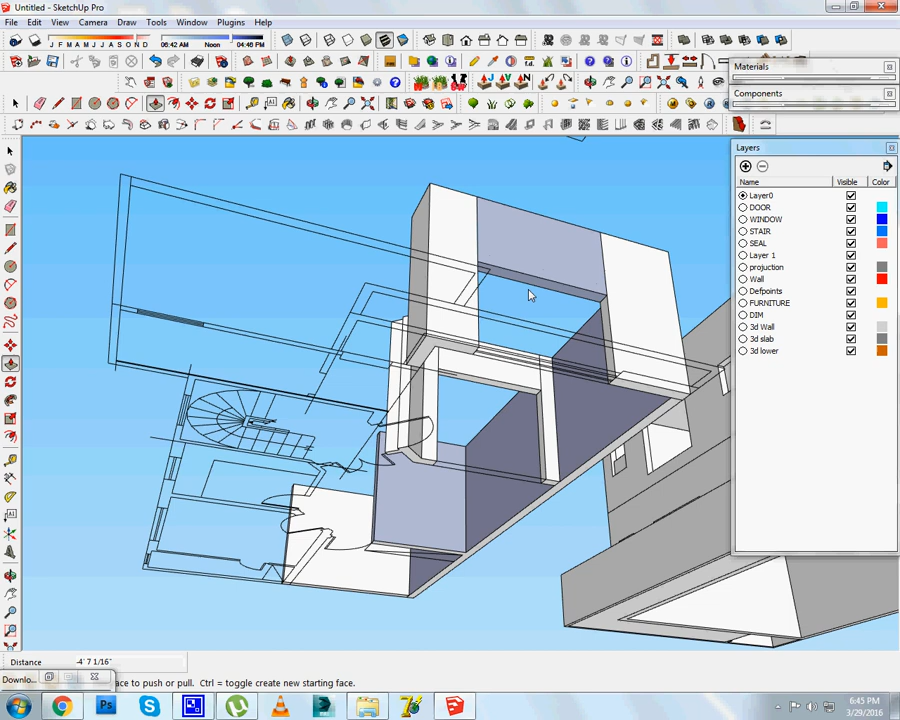 Untitled - SketchUp Pro
File Edit View Camera Draw Tools Window Plugins Help
J F M A M J J A S O N D 06:42 AM Noon 04:46 PM
Materials
Components
Layers
Name Visible Color
Layer0
DOOR
WINDOW
STAIR
SEAL
Layer 1
projuction
Wall
Defpoints
FURNITURE
DIM
3d Wall
3d slab
3d lower
Distance -4' 7 1/16"
Downlo...
ace to push or pull. Ctrl = toggle create new starting face.
6:45 PM
3/29/2016